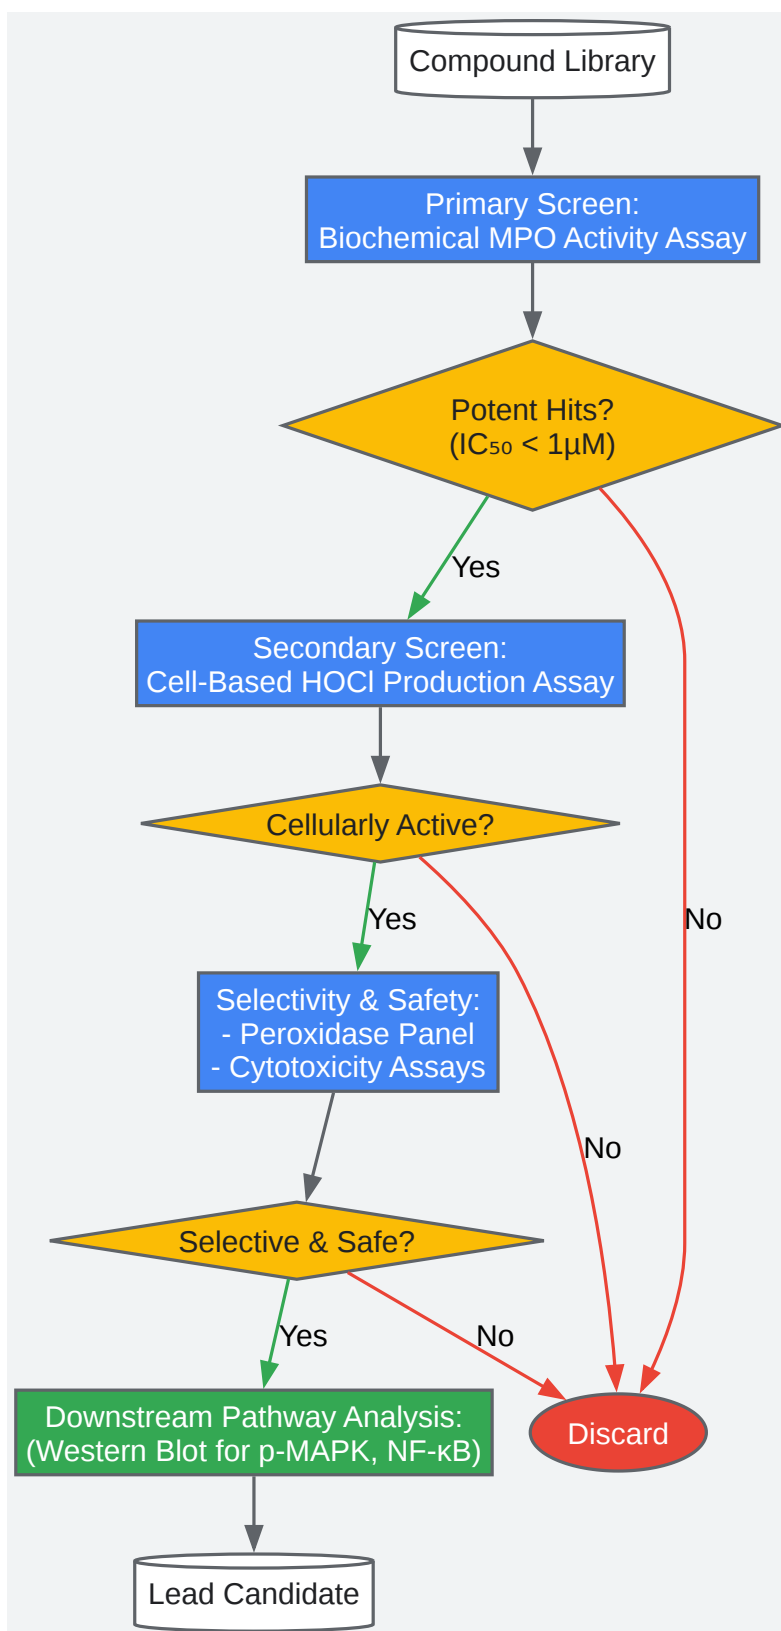 Compound Library
Primary Screen:
Biochemical MPO Activity Assay
Potent Hits?
(IC₅₀ < 1µM)
Yes
Secondary Screen:
Cell-Based HOCl Production Assay
Cellularly Active?
Yes
No
Selectivity & Safety:
- Peroxidase Panel
- Cytotoxicity Assays
No
Selective & Safe?
Yes
No
Downstream Pathway Analysis:
(Western Blot for p-MAPK, NF-κB)
Discard
Lead Candidate